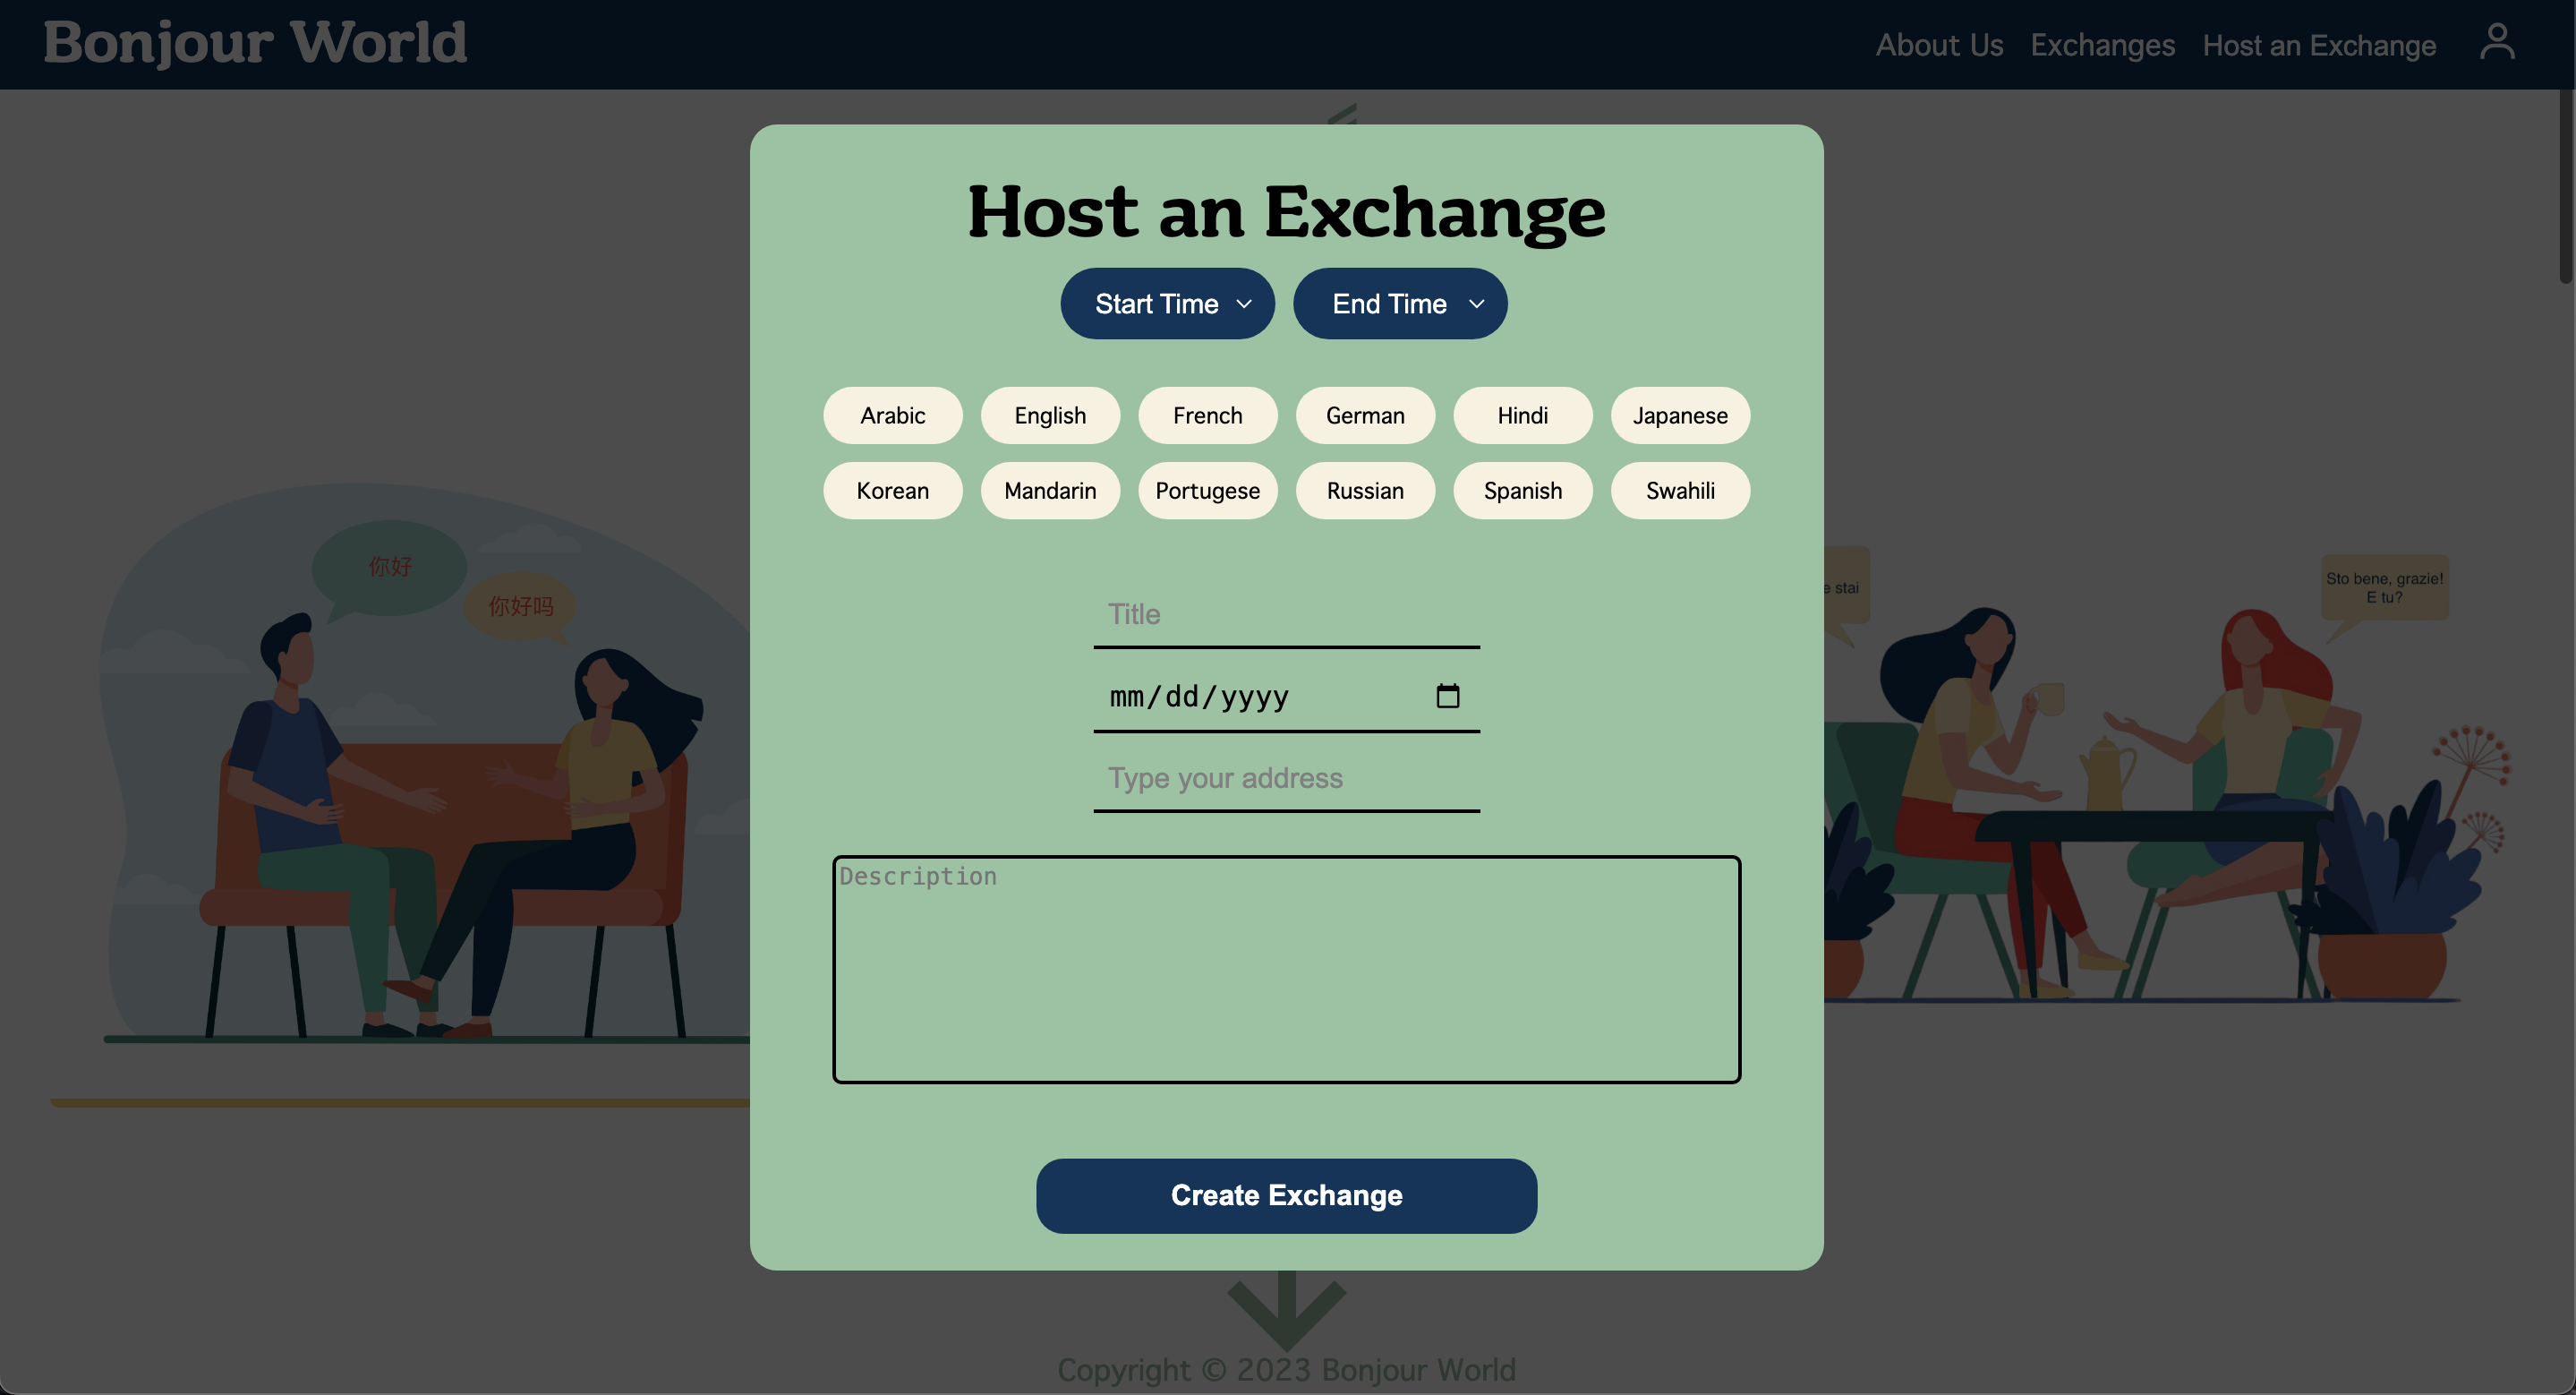 Bonjour World
About Us Exchanges Host an Exchange
Host an Exchange
Start Time End Time
Arabic English French German Hindi Japanese
Korean Mandarin Portugese Russian Spanish Swahili
你好
你好吗
e stai
Sto bene, grazie!
E tu?
Title
mm/dd/yyyy
Type your address
Description
Create Exchange
Copyright © 2023 Bonjour World